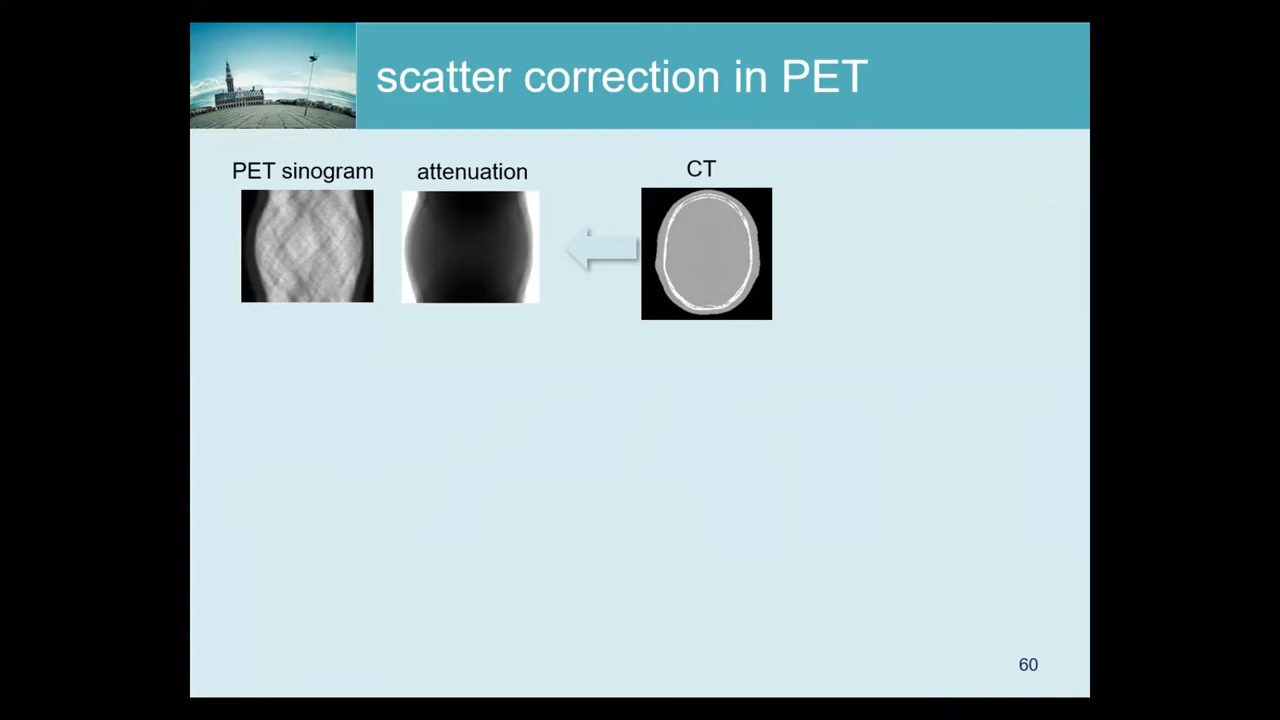 scatter correction in PET
PET sinogram
attenuation
CT
60